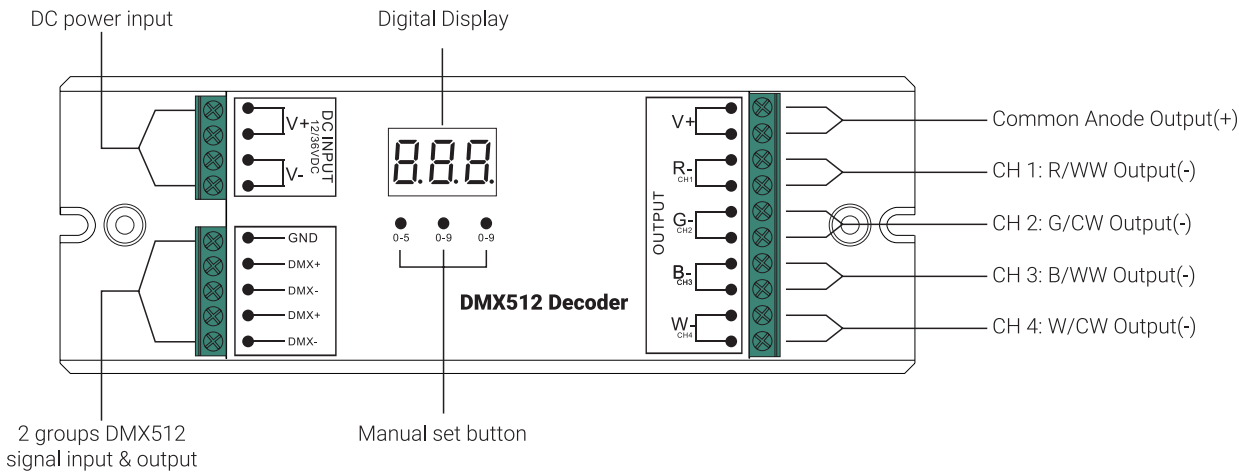 DC power input
Digital Display
V+
V-
DC INPUT
12/36VDC
8.8.8.
0-5
0-9
0-9
GND
DMX+
DMX-
DMX+
DMX-
DMX512 Decoder
OUTPUT
V+
R-
CH1
G-
CH2
B-
CH3
W-
CH4
Common Anode Output(+)
CH 1: R/WW Output(-)
CH 2: G/CW Output(-)
CH 3: B/WW Output(-)
CH 4: W/CW Output(-)
2 groups DMX512
signal input & output
Manual set button